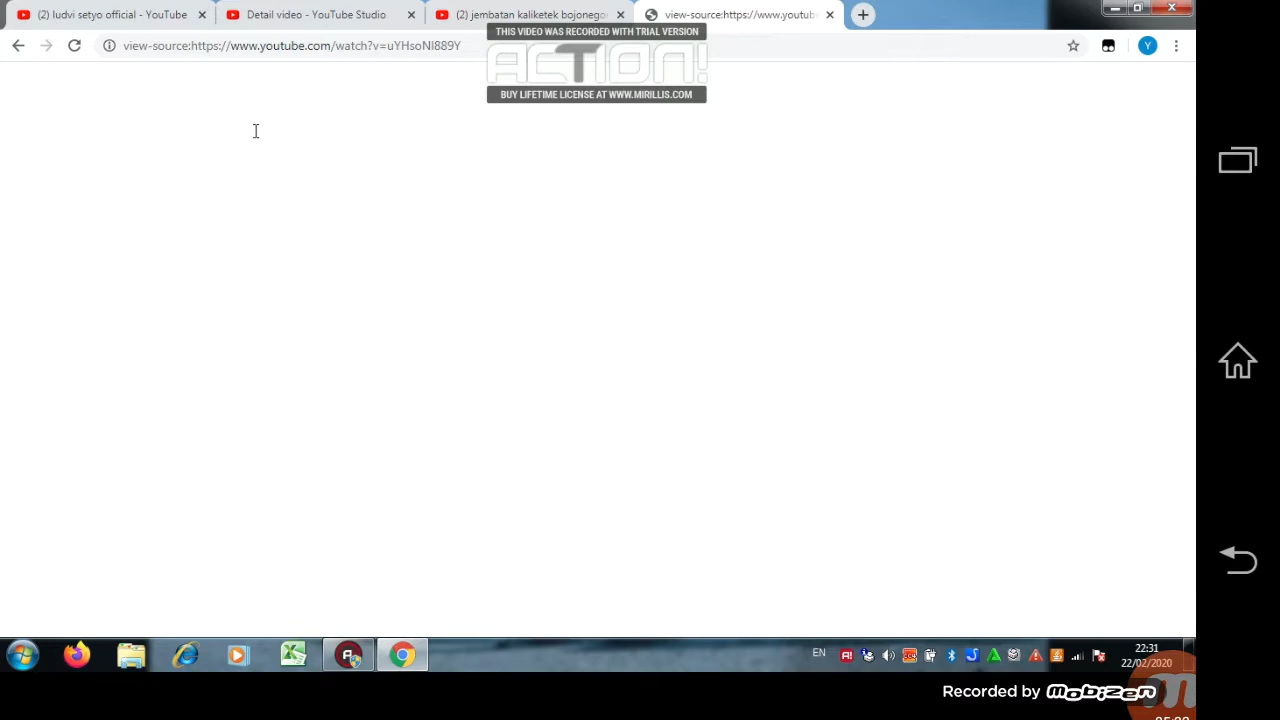 (2) ludvi setyo official - YouTube
Detail video - YouTube Studio
(2) jembatan kaliketek bojonego
view-source:https://www.youtub
view-source:https://www.youtube.com/watch?v=uYHsoNI889Y
Y
THIS VIDEO WAS RECORDED WITH TRIAL VERSION
ACTION!
BUY LIFETIME LICENSE AT WWW.MIRILLIS.COM
EN
22:31
22/02/2020
Recorded by Mobizen